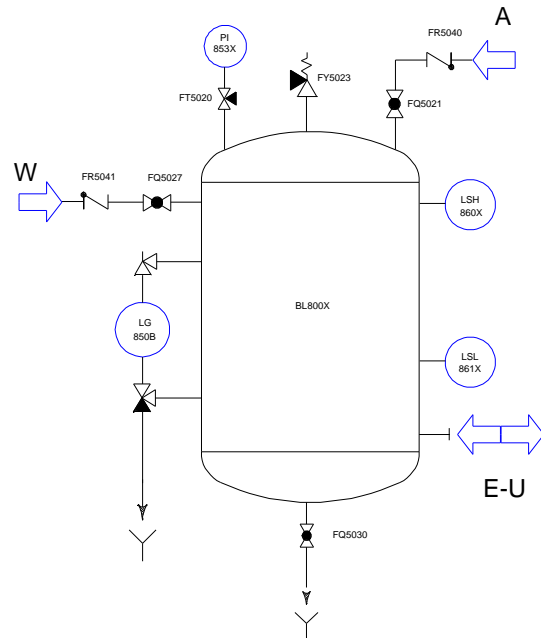 A
PI
853X
FR5040
FT5020
FY5023
FQ5021
W
FR5041
FQ5027
LSH
860X
BL800X
LG
850B
LSL
861X
E-U
FQ5030